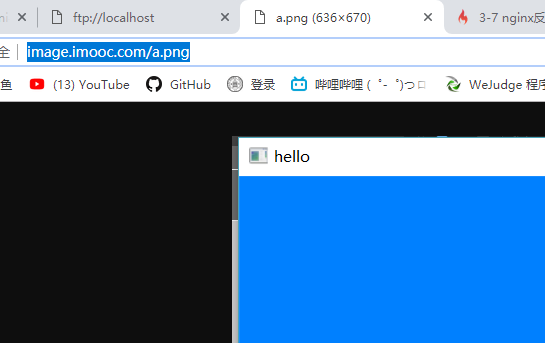 ftp://localhost
a.png (636×670)
3-7 nginx反
全
image.imooc.com/a.png
鱼
(13) YouTube
GitHub
登录
哔哩哔哩 ( ゜- ゜)つロ
WeJudge 程序
hello